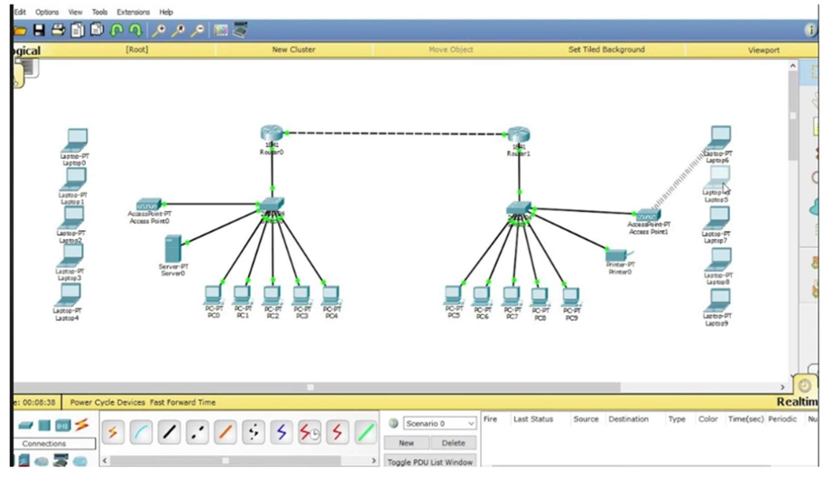 Edit Options View Tools Extensions Help
ogical [Root] New Cluster Move Object Set Tiled Background Viewport
Laptop-PT
Laptop0
Laptop-PT
Laptop1
Laptop-PT
Laptop2
Laptop-PT
Laptop3
Laptop-PT
Laptop4
AccessPoint-PT
Access Point0
Server-PT
Server0
1841
Router0
PC-PT
PC0
PC-PT
PC1
PC-PT
PC2
PC-PT
PC3
PC-PT
PC4
1841
Router1
PC-PT
PC5
PC-PT
PC6
PC-PT
PC7
PC-PT
PC8
PC-PT
PC9
AccessPoint-PT
Access Point1
Printer-PT
Printer0
Laptop-PT
Laptop6
Laptop5
Laptop-PT
Laptop7
Laptop-PT
Laptop8
Laptop-PT
Laptop9
e: 00:08:38 Power Cycle Devices Fast Forward Time Realtim
Connections
Scenario 0
New Delete
Toggle PDU List Window
Fire Last Status Source Destination Type Color Time(sec) Periodic Nu